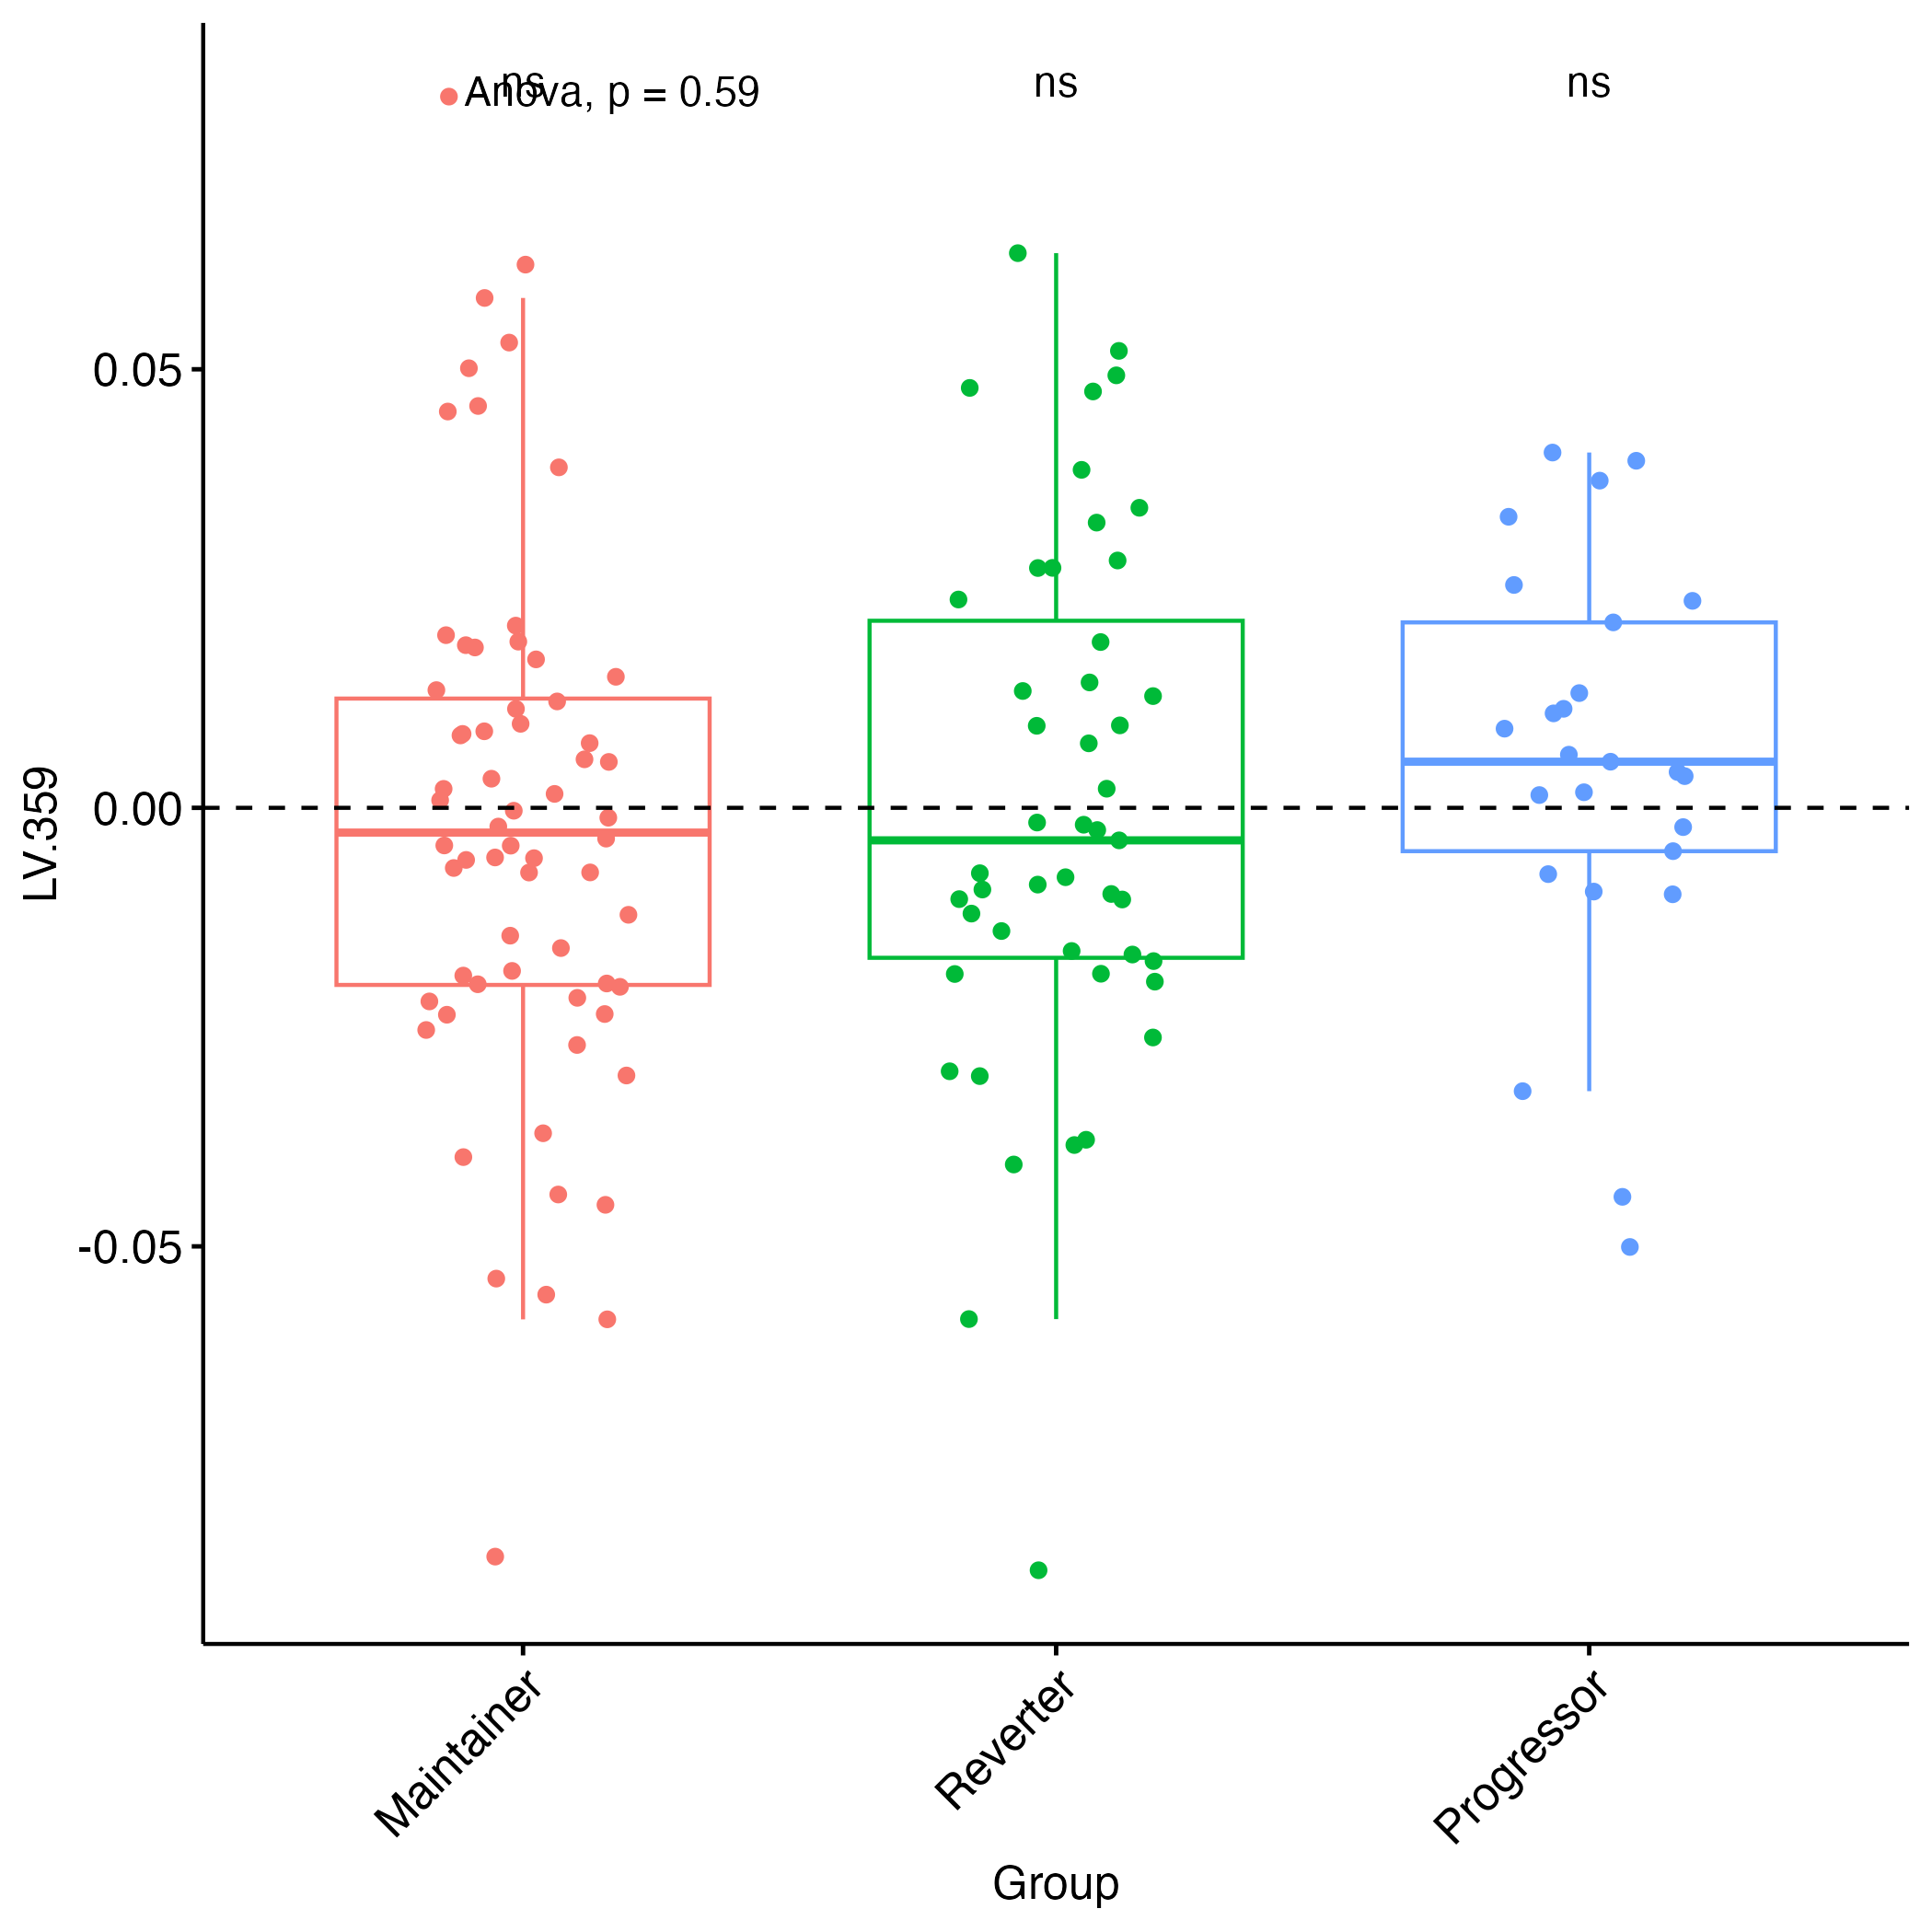 ns
Anova, p = 0.59
ns
ns
0.05
0.00
-0.05
LV.359
Maintainer
Reverter
Progressor
Group